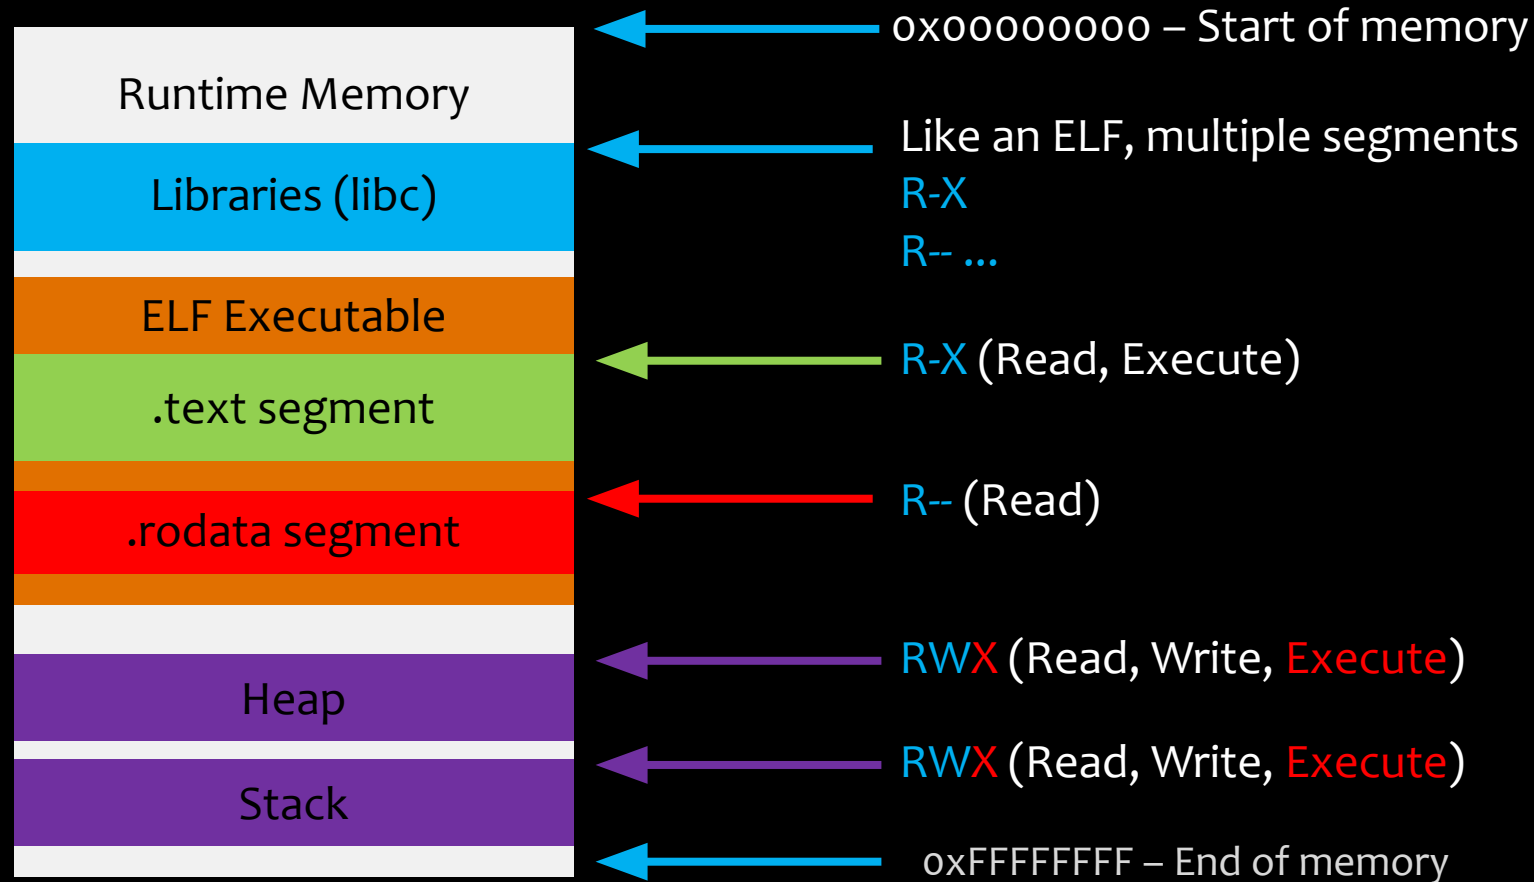 0x00000000 – Start of memory
Runtime Memory
Like an ELF, multiple segments
Libraries (libc)
R-X
R-- ...
ELF Executable
R-X (Read, Execute)
.text segment
R-- (Read)
.rodata segment
RWX (Read, Write, Execute)
Heap
RWX (Read, Write, Execute)
Stack
0xFFFFFFFF – End of memory